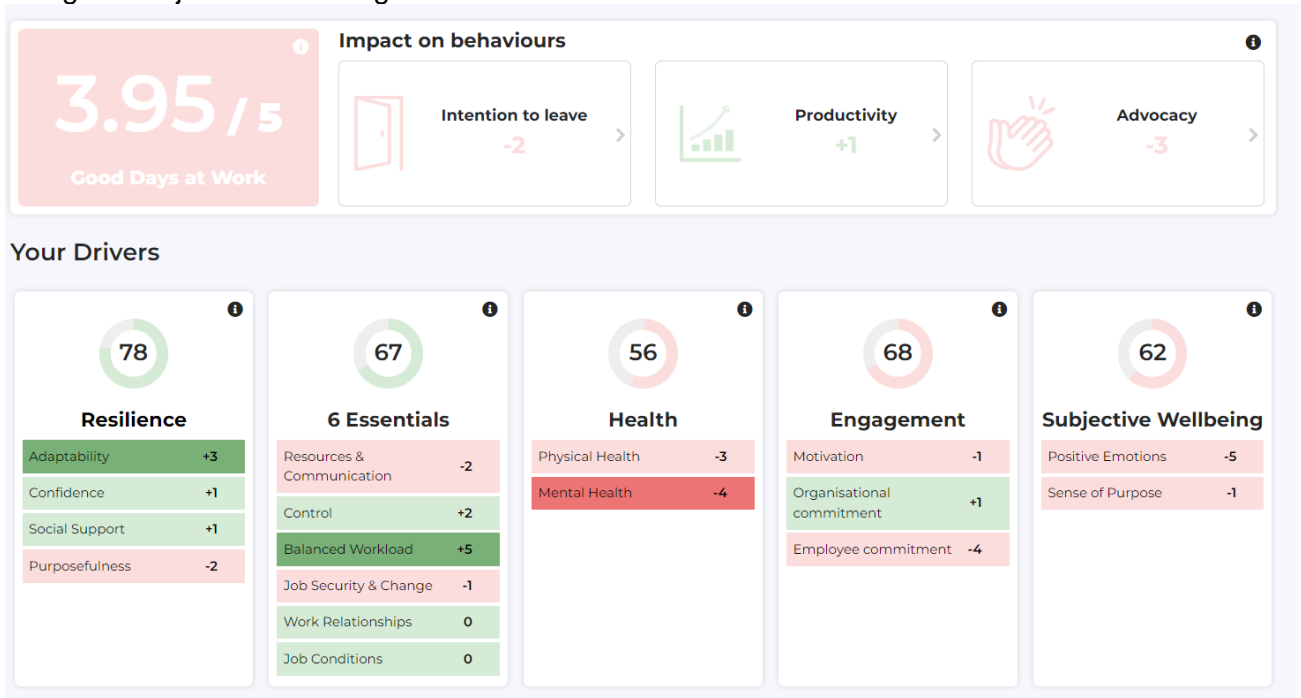 Impact on behaviours
3.95 / 5
Good Days at Work
Intention to leave
-2
Productivity
+1
Advocacy
-3
Your Drivers
78
Resilience
Adaptability +3
Confidence +1
Social Support +1
Purposefulness -2
67
6 Essentials
Resources &
Communication -2
Control +2
Balanced Workload +5
Job Security & Change -1
Work Relationships 0
Job Conditions 0
56
Health
Physical Health -3
Mental Health -4
68
Engagement
Motivation -1
Organisational
commitment +1
Employee commitment -4
62
Subjective Wellbeing
Positive Emotions -5
Sense of Purpose -1